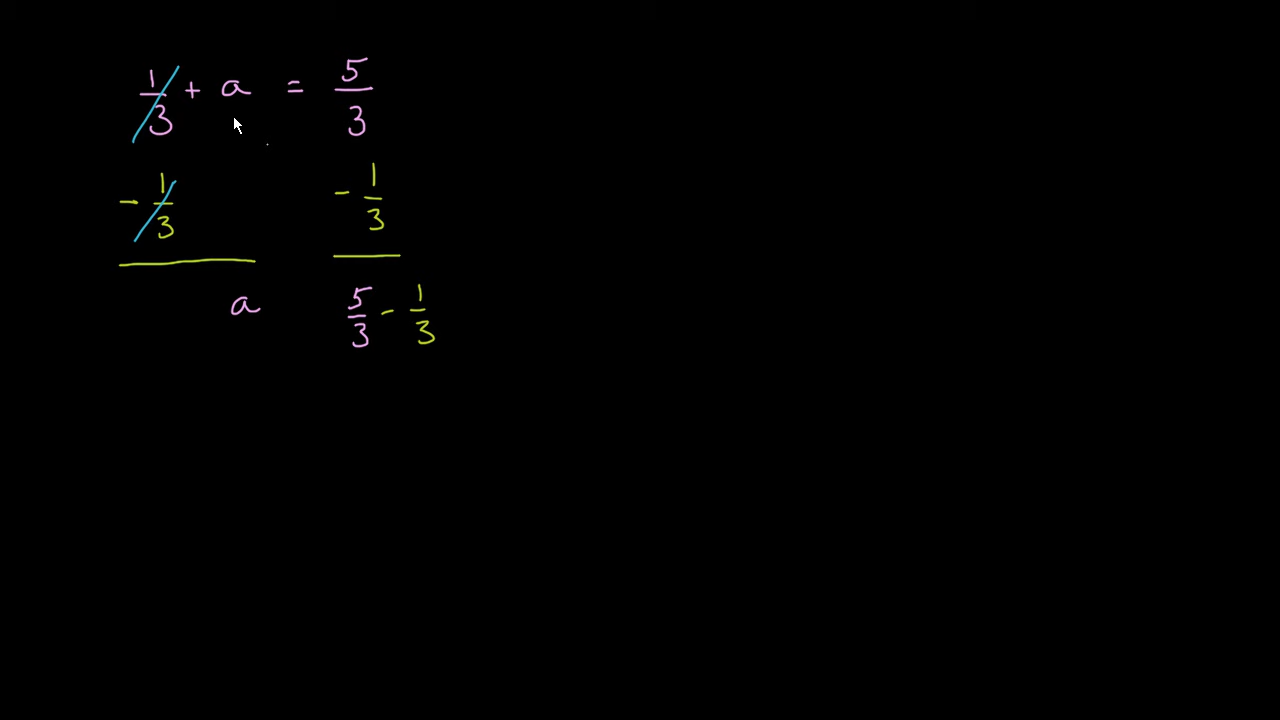 1/3 + a = 5/3
- 1/3 - 1/3
a 5/3 - 1/3